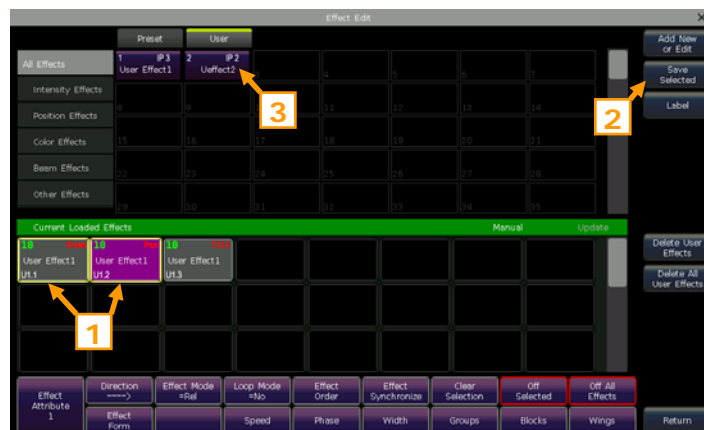 Effect Edit
Preset
User
Add New
or Edit
All Effects
1 IP 3
User Effect1
2 IP 2
Ueffect2
3
4
5
6
7
Save
Selected
Intensity Effects
3
2
Label
Position Effects
8
9
11
12
13
14
Color Effects
15
16
17
18
19
20
21
Beam Effects
22
23
24
25
26
27
28
Other Effects
29
30
31
32
33
34
35
Current Loaded Effects
Manual
Update
10
User Effect1
U1.1
10
User Effect1
U1.2
10
User Effect1
U1.3
Delete User
Effects
Delete All
User Effects
1
Effect
Attribute
1
Direction
---->
Effect Mode
=Rel
Loop Mode
=No
Effect
Order
Effect
Synchronize
Clear
Selection
Off
Selected
Off All
Effects
Effect
Form
Speed
Phase
Width
Groups
Blocks
Wings
Return